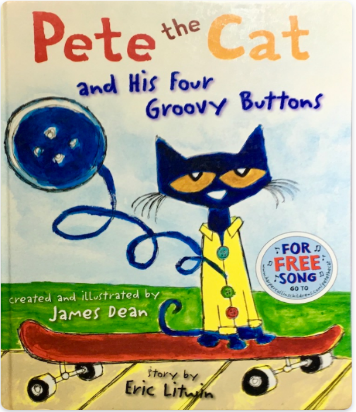 Pete the Cat
and His Four
Groovy Buttons
FOR
FREE
SONG
GO TO
created and illustrated by
James Dean
story by
Eric Litwin